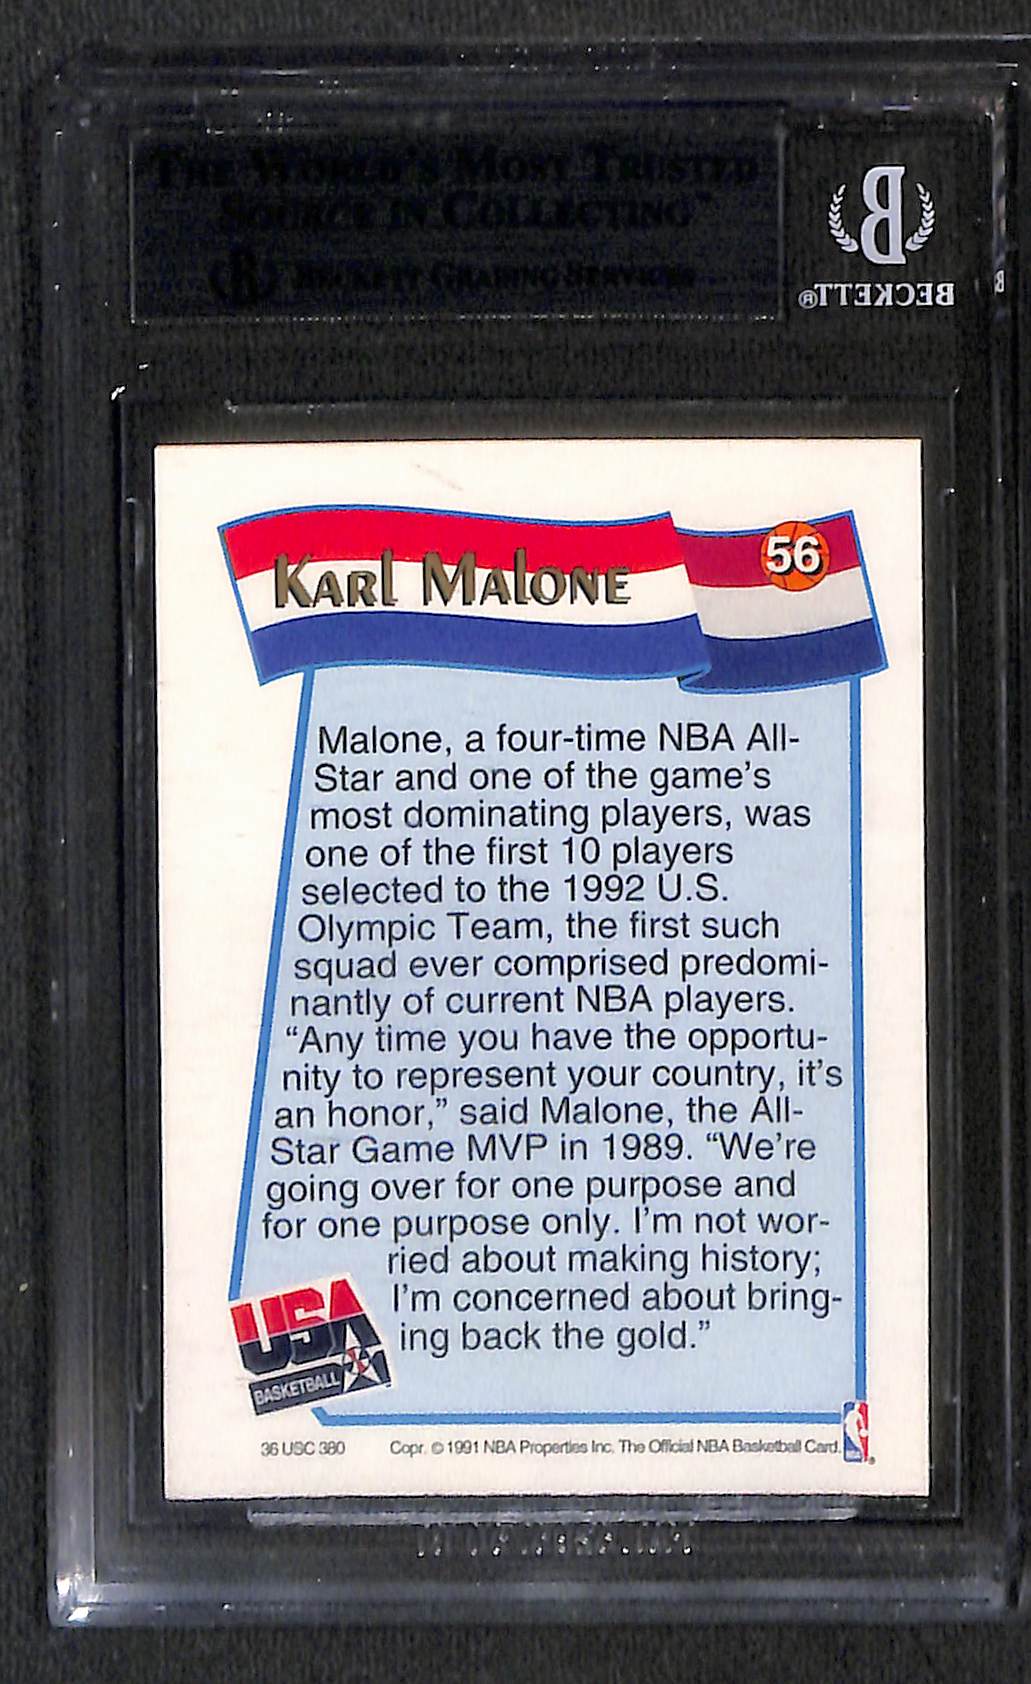 THE WORLD'S MOST TRUSTED
SOURCE IN COLLECTING™
B BECKETT GRADING SERVICES
B
BECKETT®
KARL MALONE
56
Malone, a four-time NBA All-
Star and one of the game's
most dominating players, was
one of the first 10 players
selected to the 1992 U.S.
Olympic Team, the first such
squad ever comprised predomi-
nantly of current NBA players.
“Any time you have the opportu-
nity to represent your country, it's
an honor,” said Malone, the All-
Star Game MVP in 1989. “We're
going over for one purpose and
for one purpose only. I'm not wor-
ried about making history;
I'm concerned about bring-
ing back the gold.”
USA
BASKETBALL
36 USC 380 Copr. © 1991 NBA Properties Inc. The Official NBA Basketball Card.
NBA